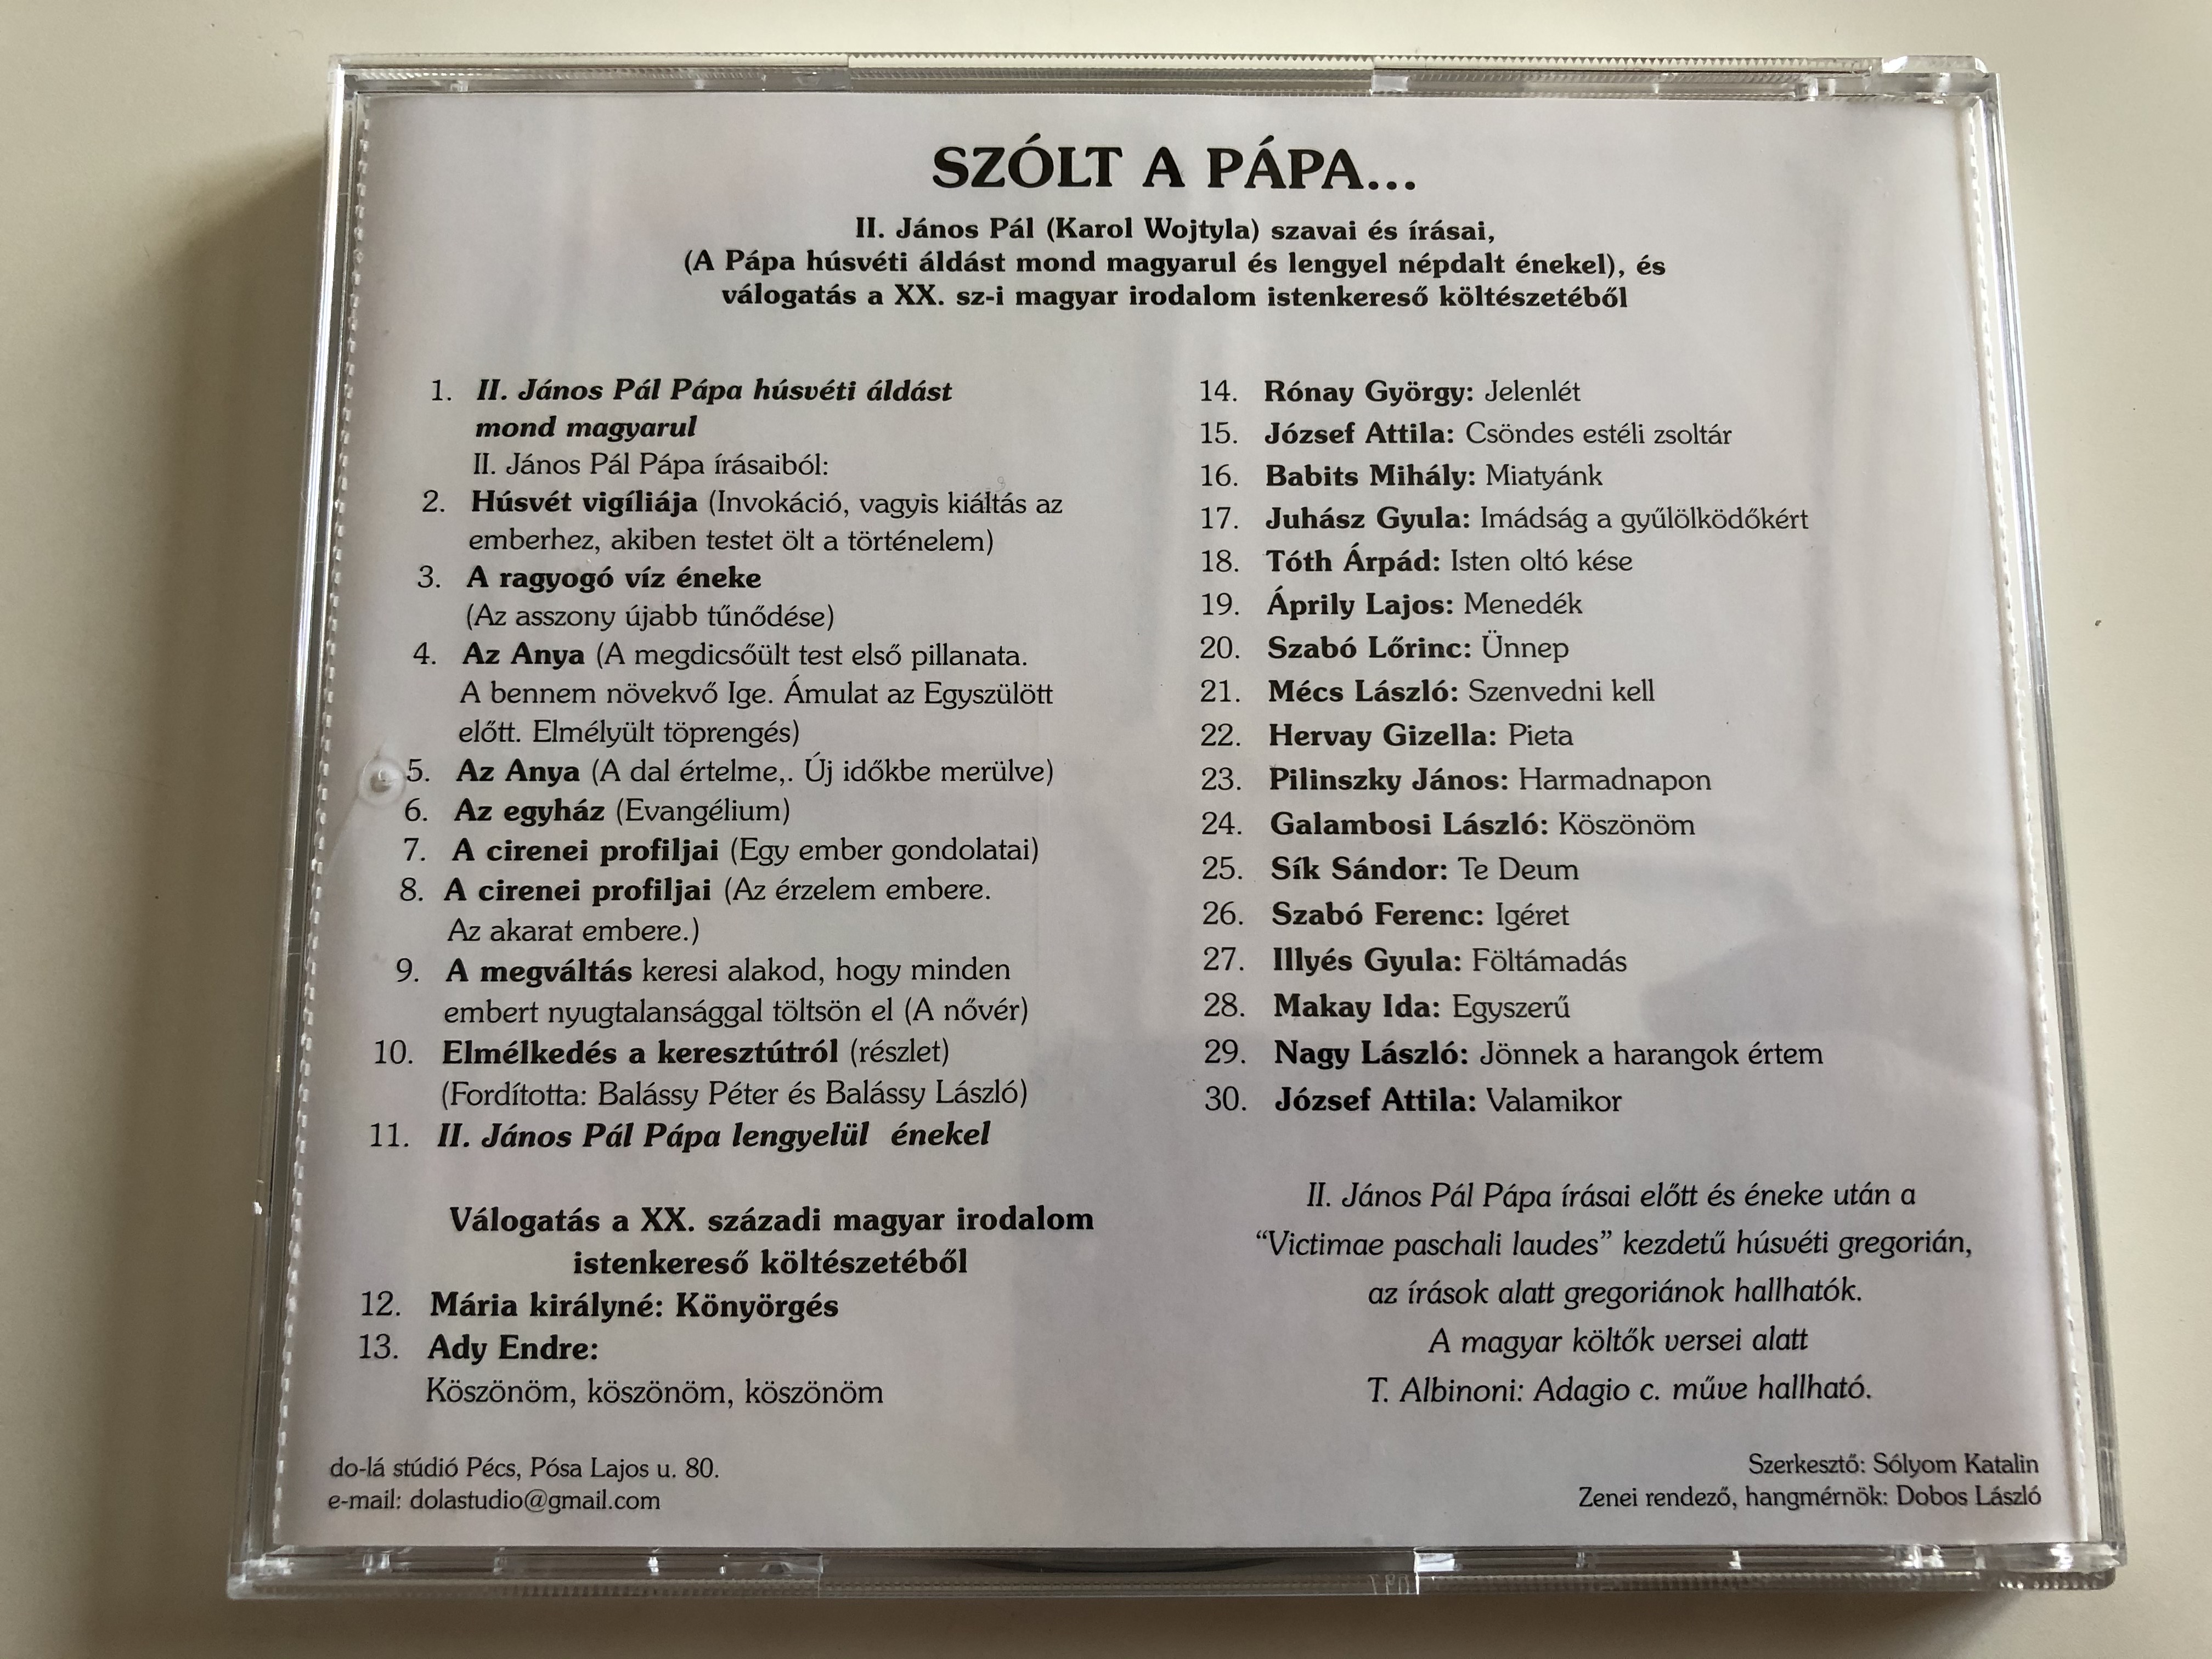 SZÓLT A PÁPA...
II. János Pál (Karol Wojtyla) szavai és írásai,
(A Pápa húsvéti áldást mond magyarul és lengyel népdalt énekel), és
válogatás a XX. sz-i magyar irodalom istenkereső költészetéből
1. II. János Pál Pápa húsvéti áldást
mond magyarul
II. János Pál Pápa írásaiból:
2. Húsvét vigíliája (Invokáció, vagyis kiáltás az
emberhez, akiben testet ölt a történelem)
3. A ragyogó víz éneke
(Az asszony újabb tűnődése)
4. Az Anya (A megdicsőült test első pillanata.
A bennem növekvő Ige. Ámulat az Egyszülött
előtt. Elmélyült töprengés)
5. Az Anya (A dal értelme,. Új időkbe merülve)
6. Az egyház (Evangélium)
7. A cirenei profiljai (Egy ember gondolatai)
8. A cirenei profiljai (Az érzelem embere.
Az akarat embere.)
9. A megváltás keresi alakod, hogy minden
embert nyugtalansággal töltsön el (A nővér)
10. Elmélkedés a keresztútról (részlet)
(Fordította: Balássy Péter és Balássy László)
11. II. János Pál Pápa lengyelül énekel
Válogatás a XX. századi magyar irodalom
istenkereső költészetéből
12. Mária királyné: Könyörgés
13. Ady Endre:
Köszönöm, köszönöm, köszönöm
14. Rónay György: Jelenlét
15. József Attila: Csöndes estéli zsoltár
16. Babits Mihály: Miatyánk
17. Juhász Gyula: Imádság a gyűlölködőkért
18. Tóth Árpád: Isten oltó kése
19. Áprily Lajos: Menedék
20. Szabó Lőrinc: Ünnep
21. Mécs László: Szenvedni kell
22. Hervay Gizella: Pieta
23. Pilinszky János: Harmadnapon
24. Galambosi László: Köszönöm
25. Sík Sándor: Te Deum
26. Szabó Ferenc: Igéret
27. Illyés Gyula: Föltámadás
28. Makay Ida: Egyszerű
29. Nagy László: Jönnek a harangok értem
30. József Attila: Valamikor
II. János Pál Pápa írásai előtt és éneke után a
“Victimae paschali laudes” kezdetű húsvéti gregorián,
az írások alatt gregoriánok hallhatók.
A magyar költők versei alatt
T. Albinoni: Adagio c. műve hallható.
do-lá stúdió Pécs, Pósa Lajos u. 80.
e-mail: dolastudio@gmail.com
Szerkesztő: Sólyom Katalin
Zenei rendező, hangmérnök: Dobos László